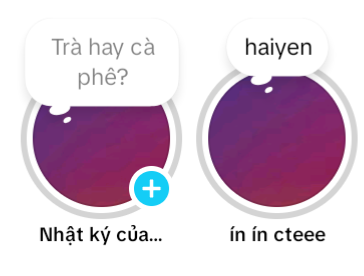 Trà hay cà
phê?
haiyen
Nhật ký của...
ín ín cteee